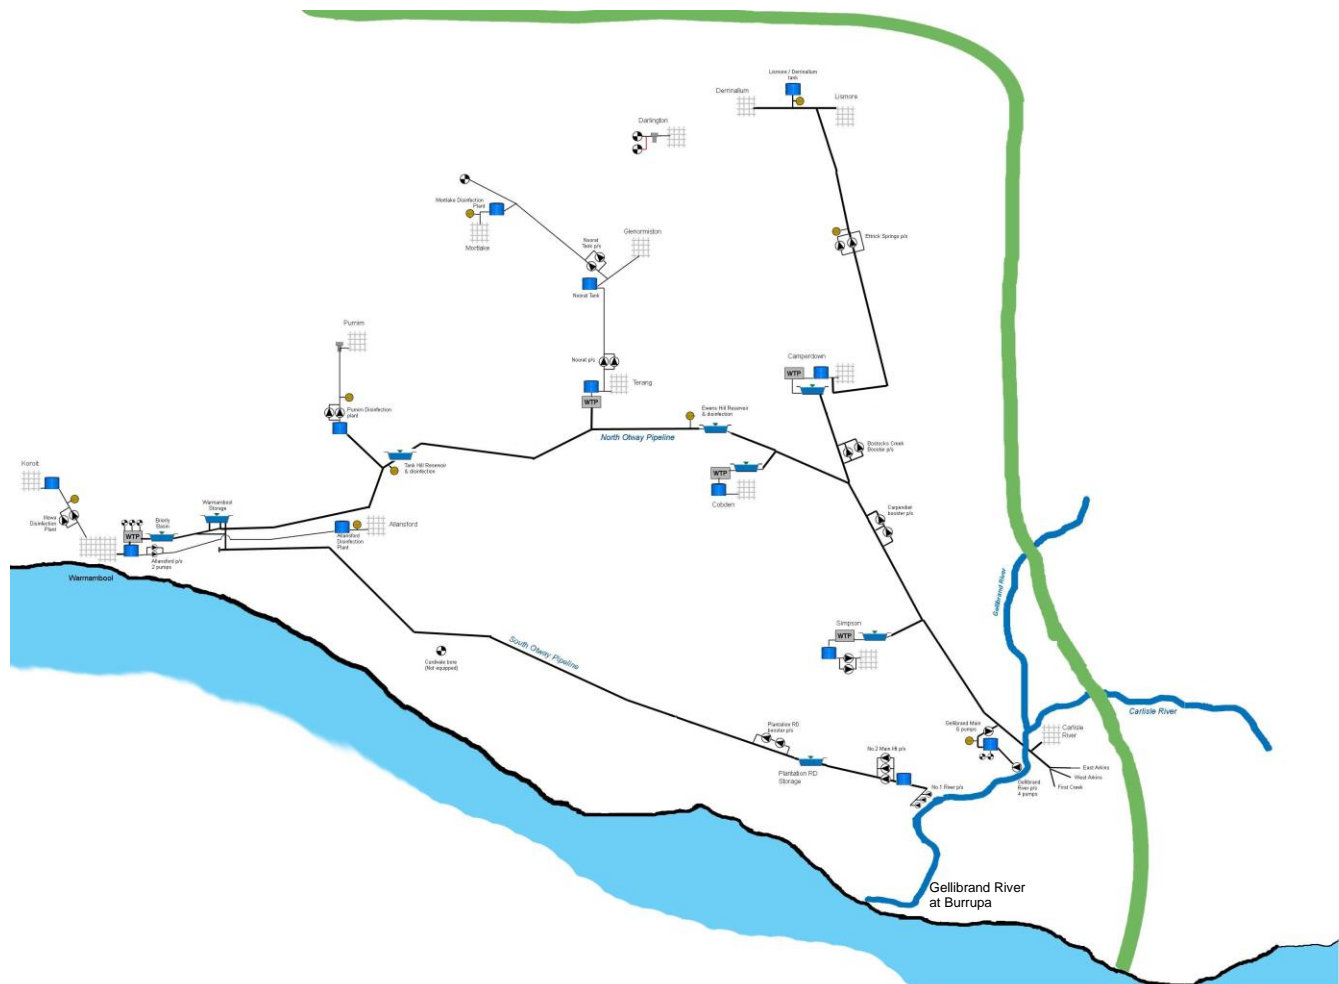 Lismore / Derrinallum
tank
Derrinallum
Lismore
Darlington
Mortlake Disinfection
Plant
Mortlake
Noorat
Tank p/s
Glenormiston
Ettrick Springs p/s
Noorat Tank
Purnim
Noorat p/s
Terang
WTP
Camperdown
WTP
Purnim Disinfection
plant
Ewens Hill Reservoir
& disinfection
North Otway Pipeline
Bostocks Creek
Booster p/s
Tank Hill Reservoir
& disinfection
WTP
Cobden
Koroit
Disinfection
Plant
Warrnambool
Storage
Brierly
Basin
WTP
Allansford
Allansford
Disinfection
Plant
Allansford p/s
2 pumps
Warrnambool
Carpendeit
booster p/s
Gellibrand River
Simpson
WTP
South Otway Pipeline
Curdievale bore
(Not equipped)
Carlisle River
Carlisle
River
Gellibrand Main
6 pumps
Plantation RD
booster p/s
Plantation RD
Storage
No.2 Main lift p/s
No.1 River p/s
Gellibrand
River p/s
4 pumps
East Arkins
West Arkins
First Creek
Gellibrand River
at Burrupa